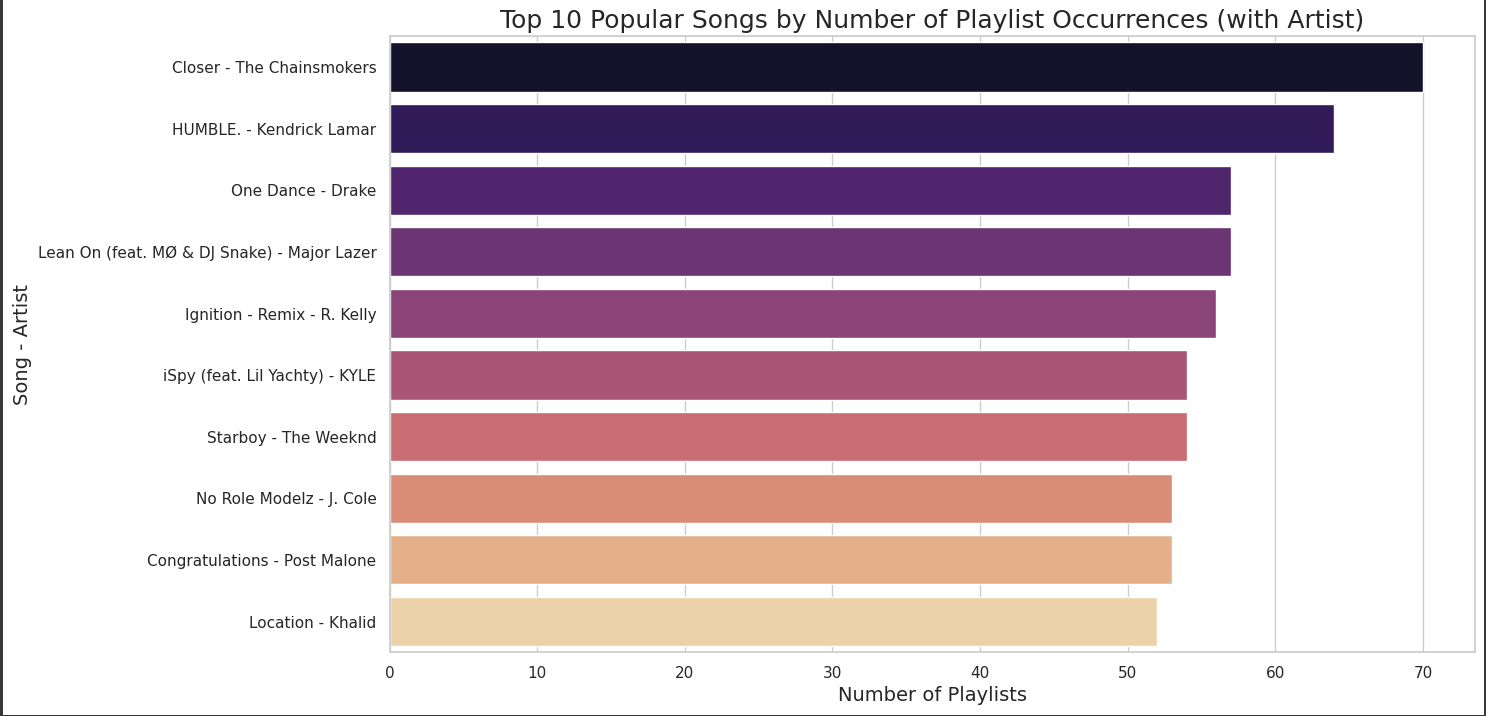 Top 10 Popular Songs by Number of Playlist Occurrences (with Artist)
Song - Artist
Closer - The Chainsmokers
HUMBLE. - Kendrick Lamar
One Dance - Drake
Lean On (feat. MØ & DJ Snake) - Major Lazer
Ignition - Remix - R. Kelly
iSpy (feat. Lil Yachty) - KYLE
Starboy - The Weeknd
No Role Modelz - J. Cole
Congratulations - Post Malone
Location - Khalid
0 10 20 30 40 50 60 70
Number of Playlists